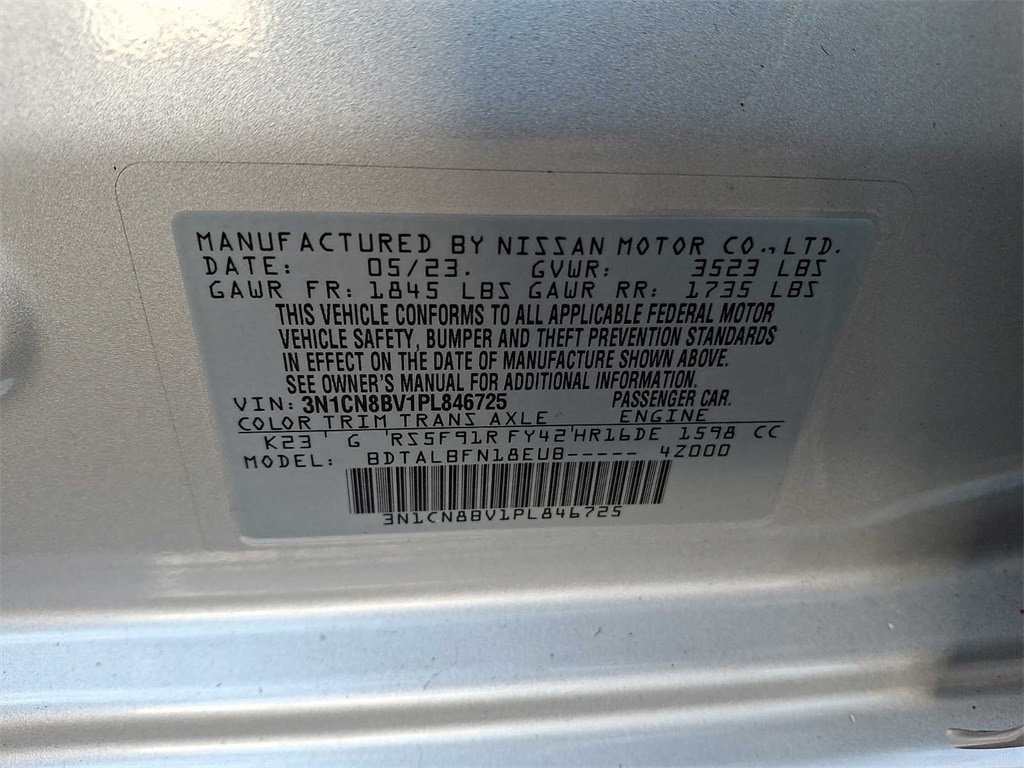 MANUFACTURED BY NISSAN MOTOR CO., LTD.
DATE: 05/23. GVWR: 3523 LBS
GAWR FR: 1845 LBS GAWR RR: 1735 LBS
THIS VEHICLE CONFORMS TO ALL APPLICABLE FEDERAL MOTOR
VEHICLE SAFETY, BUMPER AND THEFT PREVENTION STANDARDS
IN EFFECT ON THE DATE OF MANUFACTURE SHOWN ABOVE.
SEE OWNER'S MANUAL FOR ADDITIONAL INFORMATION.
VIN: 3N1CN8BV1PL846725 PASSENGER CAR.
COLOR TRIM TRANS AXLE ENGINE
K23 G RS5F91R FY42 HR16DE 1598 CC
MODEL: BDTALBFN18EUB----- 4Z000
3N1CN8BV1PL846725